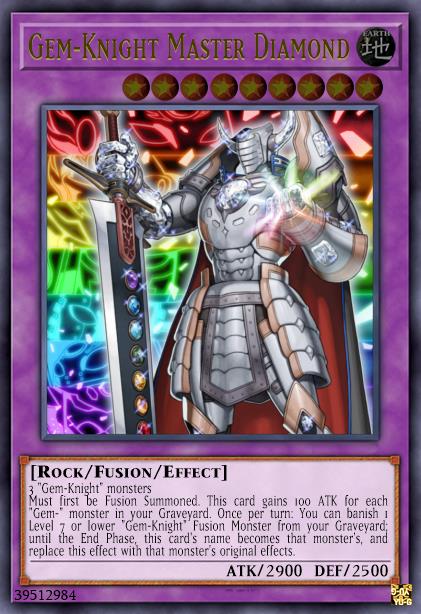 Gem-Knight Master Diamond
EARTH
地
[Rock/Fusion/Effect]
3 "Gem-Knight" monsters
Must first be Fusion Summoned. This card gains 100 ATK for each
"Gem-" monster in your Graveyard. Once per turn: You can banish 1
Level 7 or lower "Gem-Knight" Fusion Monster from your Graveyard;
until the End Phase, this card's name becomes that monster's, and
replace this effect with that monster's original effects.
ATK/2900 DEF/2500
39512984